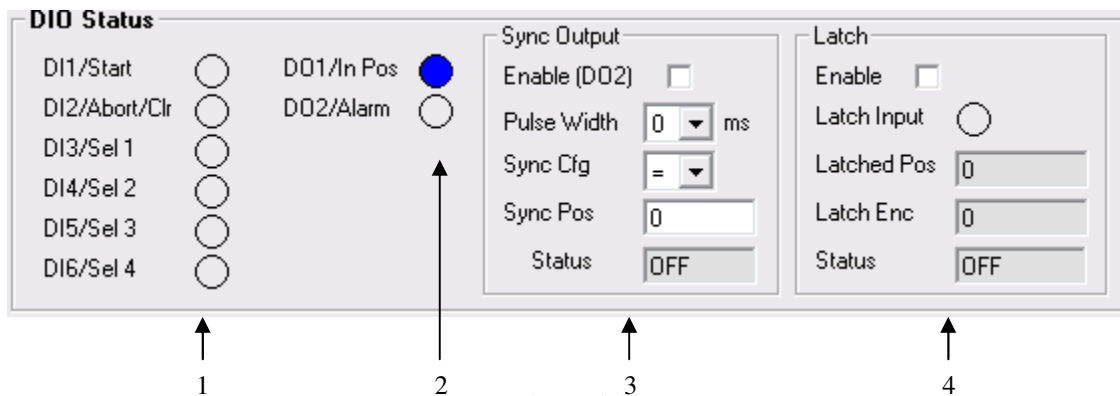 DIO Status
DI1/Start
DI2/Abort/Clr
DI3/Sel 1
DI4/Sel 2
DI5/Sel 3
DI6/Sel 4
DO1/In Pos
DO2/Alarm
Sync Output
Enable (DO2)
Pulse Width 0 ms
Sync Cfg =
Sync Pos 0
Status OFF
Latch
Enable
Latch Input
Latched Pos 0
Latch Enc 0
Status OFF
1 2 3 4